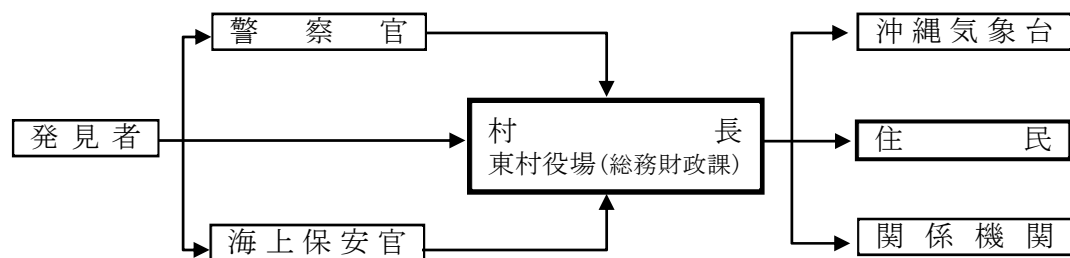 警察官
沖縄気象台
発見者
村長
東村役場(総務財政課)
住民
海上保安官
関係機関